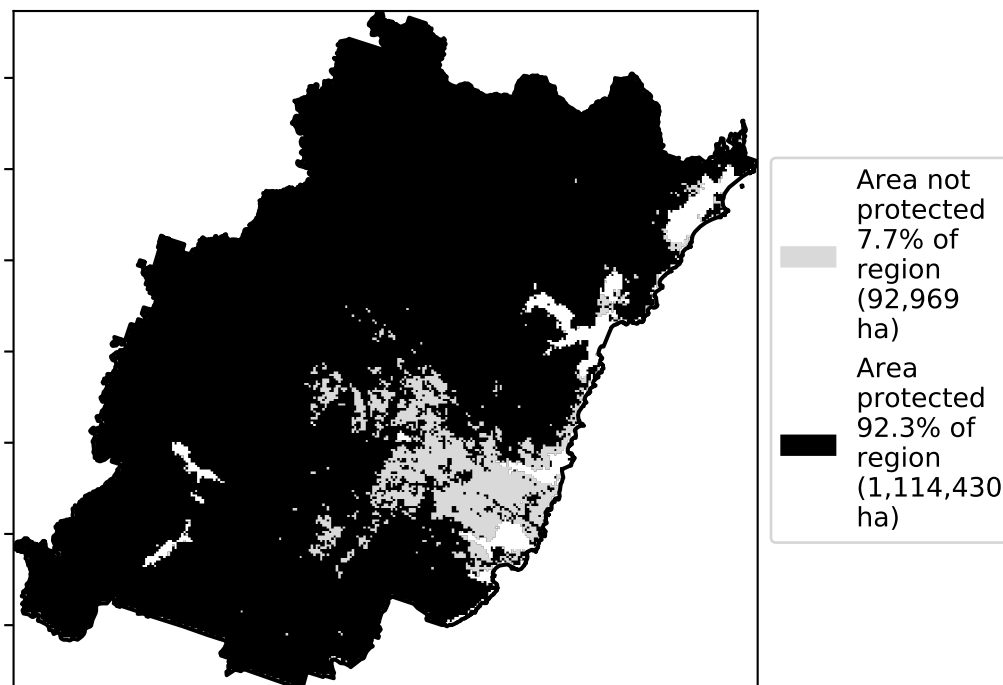 Area not
protected
7.7% of
region
(92,969
ha)
Area
protected
92.3% of
region
(1,114,430
ha)